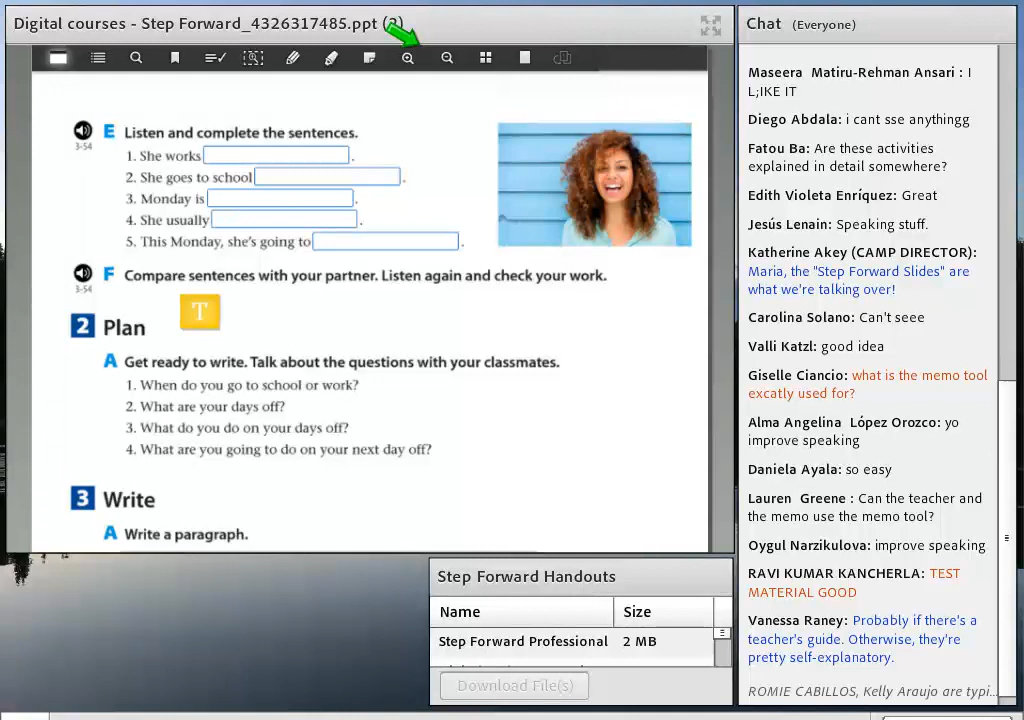 Digital courses - Step Forward_4326317485.ppt (2)
E Listen and complete the sentences.
3-54
1. She works .
2. She goes to school .
3. Monday is .
4. She usually .
5. This Monday, she's going to .
F Compare sentences with your partner. Listen again and check your work.
3-54
T
2 Plan
A Get ready to write. Talk about the questions with your classmates.
1. When do you go to school or work?
2. What are your days off?
3. What do you do on your days off?
4. What are you going to do on your next day off?
3 Write
A Write a paragraph.
Step Forward Handouts
Name Size
Step Forward Professional 2 MB
Download File(s)
Chat (Everyone)
Maseera Matiru-Rehman Ansari : I
L;IKE IT
Diego Abdala: i cant sse anythingg
Fatou Ba: Are these activities
explained in detail somewhere?
Edith Violeta Enríquez: Great
Jesús Lenain: Speaking stuff.
Katherine Akey (CAMP DIRECTOR):
Maria, the "Step Forward Slides" are
what we're talking over!
Carolina Solano: Can't seee
Valli Katzl: good idea
Giselle Ciancio: what is the memo tool
excatly used for?
Alma Angelina López Orozco: yo
improve speaking
Daniela Ayala: so easy
Lauren Greene : Can the teacher and
the memo use the memo tool?
Oygul Narzikulova: improve speaking
RAVI KUMAR KANCHERLA: TEST
MATERIAL GOOD
Vanessa Raney: Probably if there's a
teacher's guide. Otherwise, they're
pretty self-explanatory.
ROMIE CABILLOS, Kelly Araujo are typi...